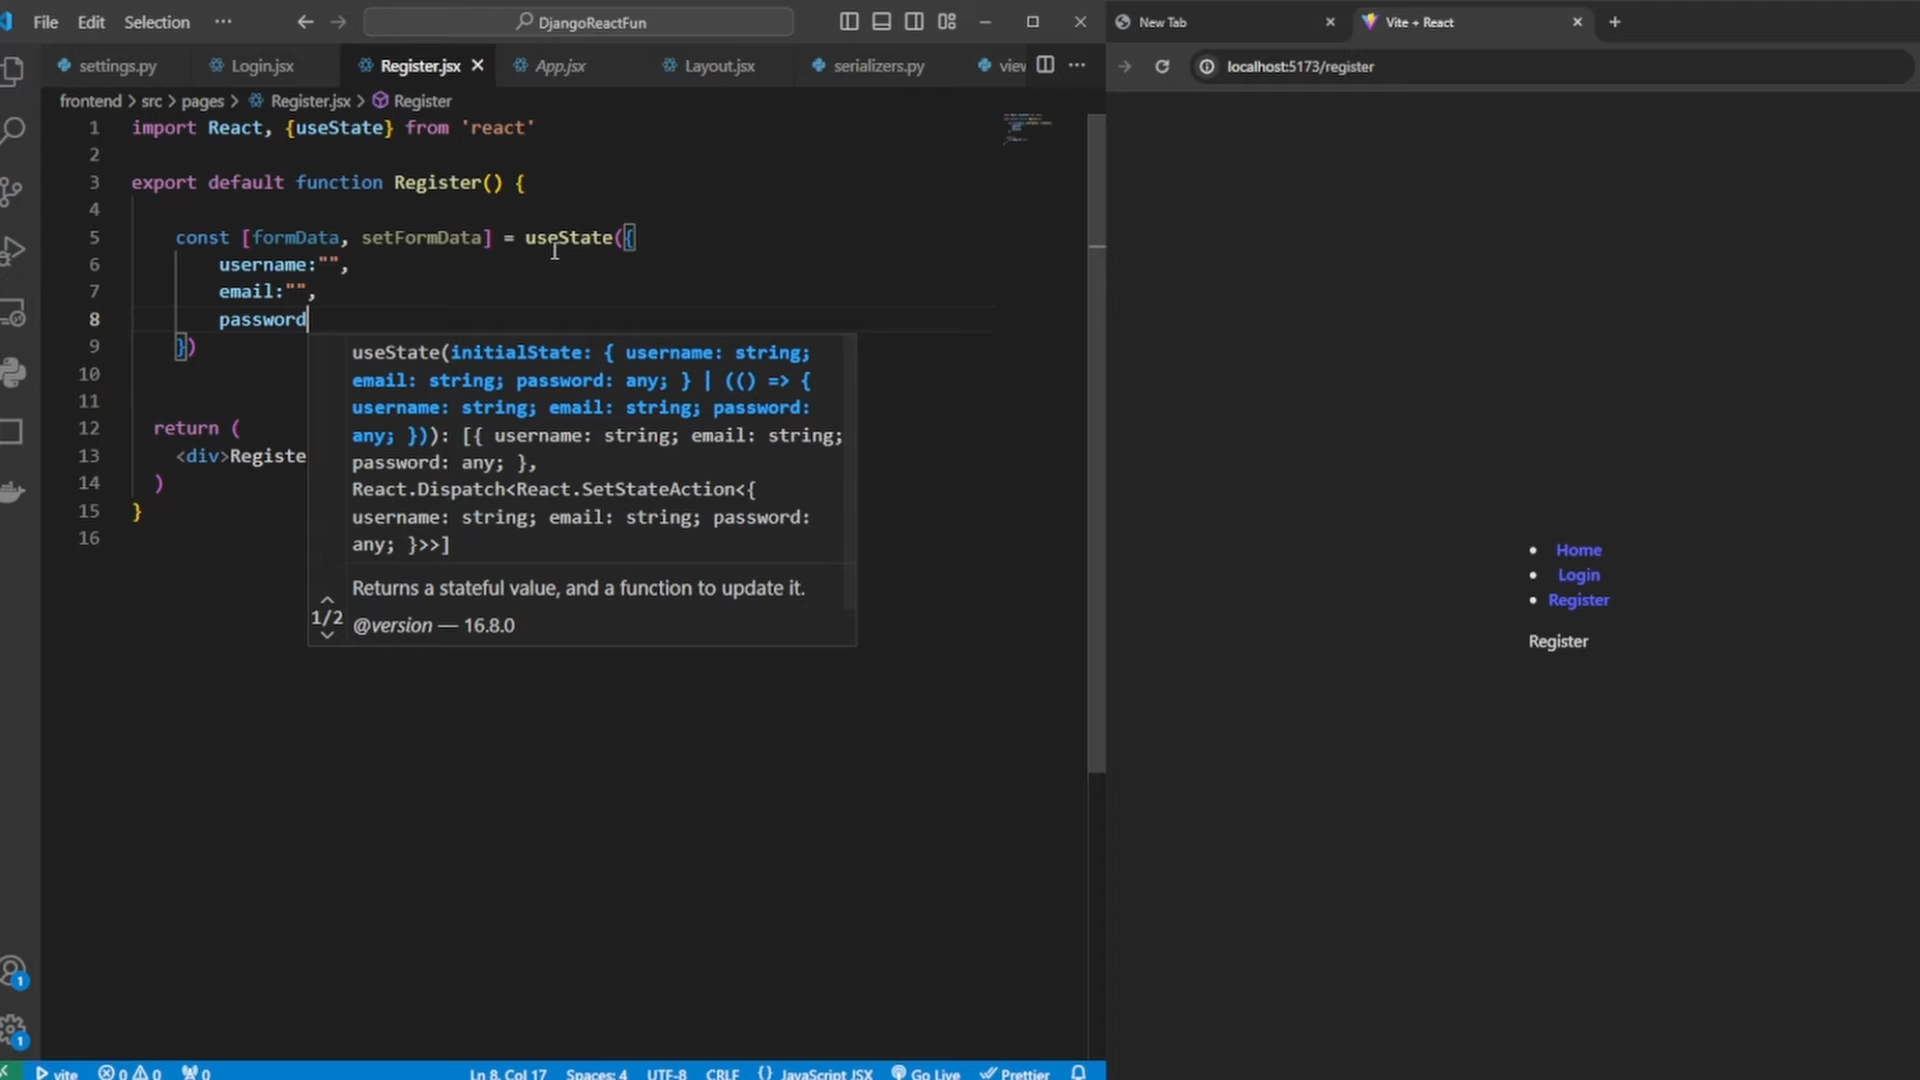 File Edit Selection ··· DjangoReactFun
settings.py Login.jsx Register.jsx App.jsx Layout.jsx serializers.py
frontend > src > pages > Register.jsx > Register
1 import React, {useState} from 'react'
2
3 export default function Register() {
4
5 const [formData, setFormData] = useState({
6 username:"",
7 email:"",
8 password
9 })
10
11
12 return (
13 <div>Registe
14 )
15 }
16
useState(initialState: { username: string;
email: string; password: any; } | (() => {
username: string; email: string; password:
any; })): [{ username: string; email: string;
password: any; },
React.Dispatch<React.SetStateAction<{
username: string; email: string; password:
any; }>>]
Returns a stateful value, and a function to update it.
1/2
@version — 16.8.0
1
1
vite 0 0 0 Ln 8, Col 17 Spaces: 4 UTF-8 CRLF {} JavaScript JSX Go Live Prettier
New Tab Vite + React
localhost:5173/register
• Home
• Login
• Register
Register